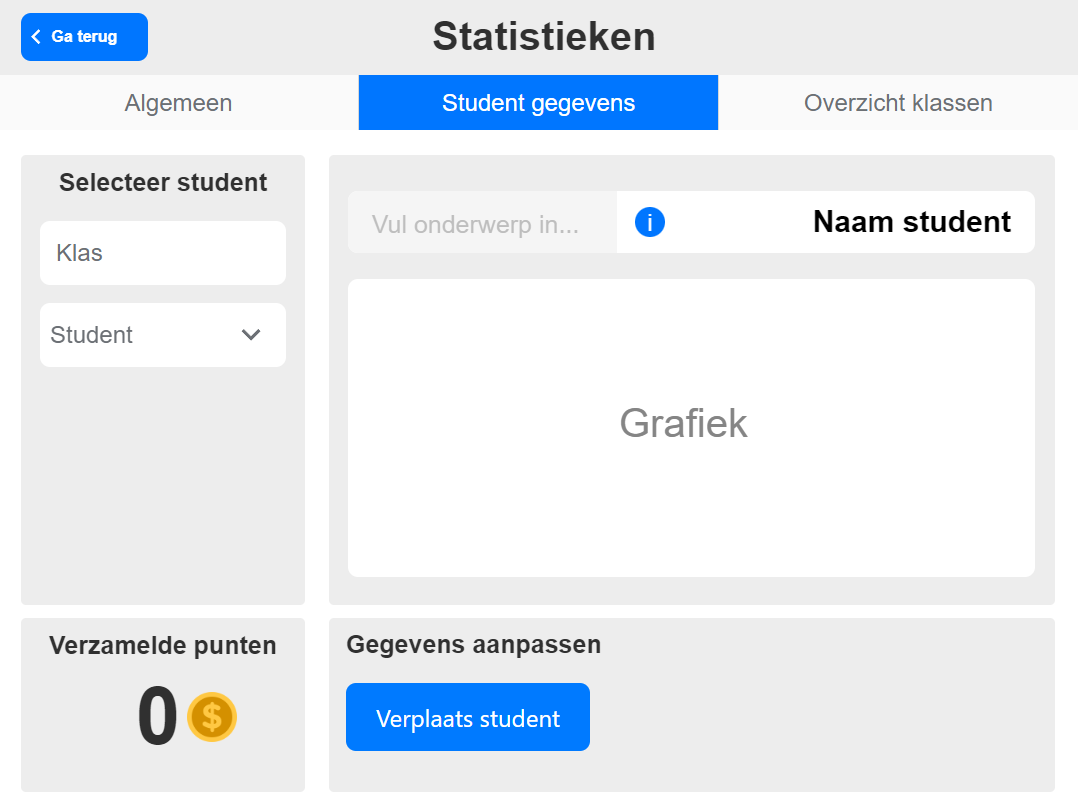 Ga terug
Statistieken
Algemeen
Student gegevens
Overzicht klassen
Selecteer student
Klas
Student
Vul onderwerp in...
i
Naam student
Grafiek
Verzamelde punten
0 $
Gegevens aanpassen
Verplaats student